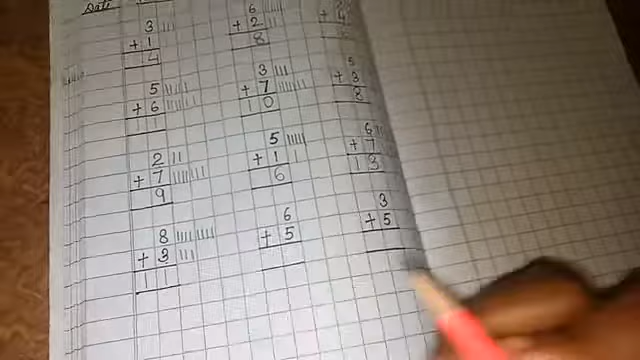 Date
3 6
+ 1 + 2 + 4
4 8
5 3 5
+ 6 + 7 + 3
11 10 8
2 5 6
+ 7 + 1 + 7
9 6 13
8 6 3
+ 3 + 5 + 5
11